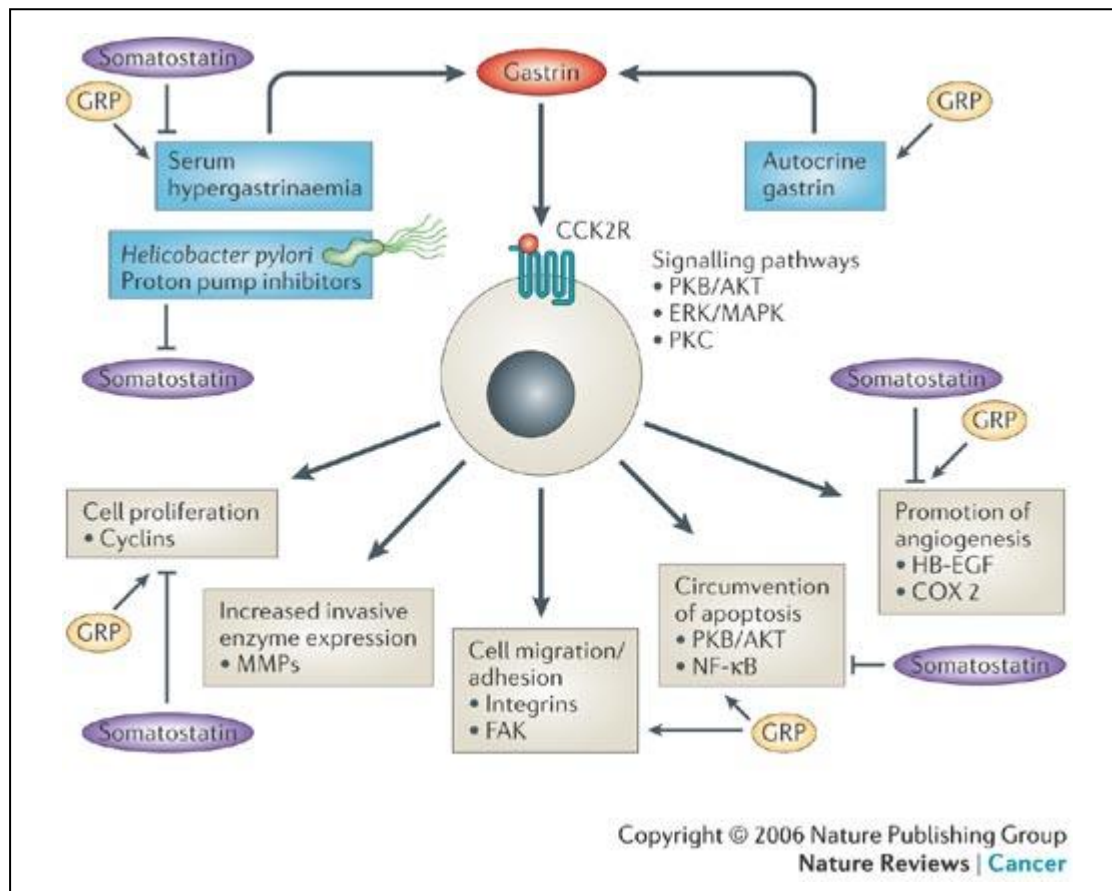 Somatostatin
GRP
Gastrin
GRP
Serum
hypergastrinaemia
Autocrine
gastrin
Helicobacter pylori
Proton pump inhibitors
CCK2R
Signalling pathways
• PKB/AKT
• ERK/MAPK
• PKC
Somatostatin
Somatostatin
GRP
Cell proliferation
• Cyclins
Promotion of
angiogenesis
• HB-EGF
• COX 2
Increased invasive
enzyme expression
• MMPs
Circumvention
of apoptosis
• PKB/AKT
• NF-κB
GRP
Cell migration/
adhesion
• Integrins
• FAK
Somatostatin
Somatostatin
GRP
Copyright © 2006 Nature Publishing Group
Nature Reviews | Cancer